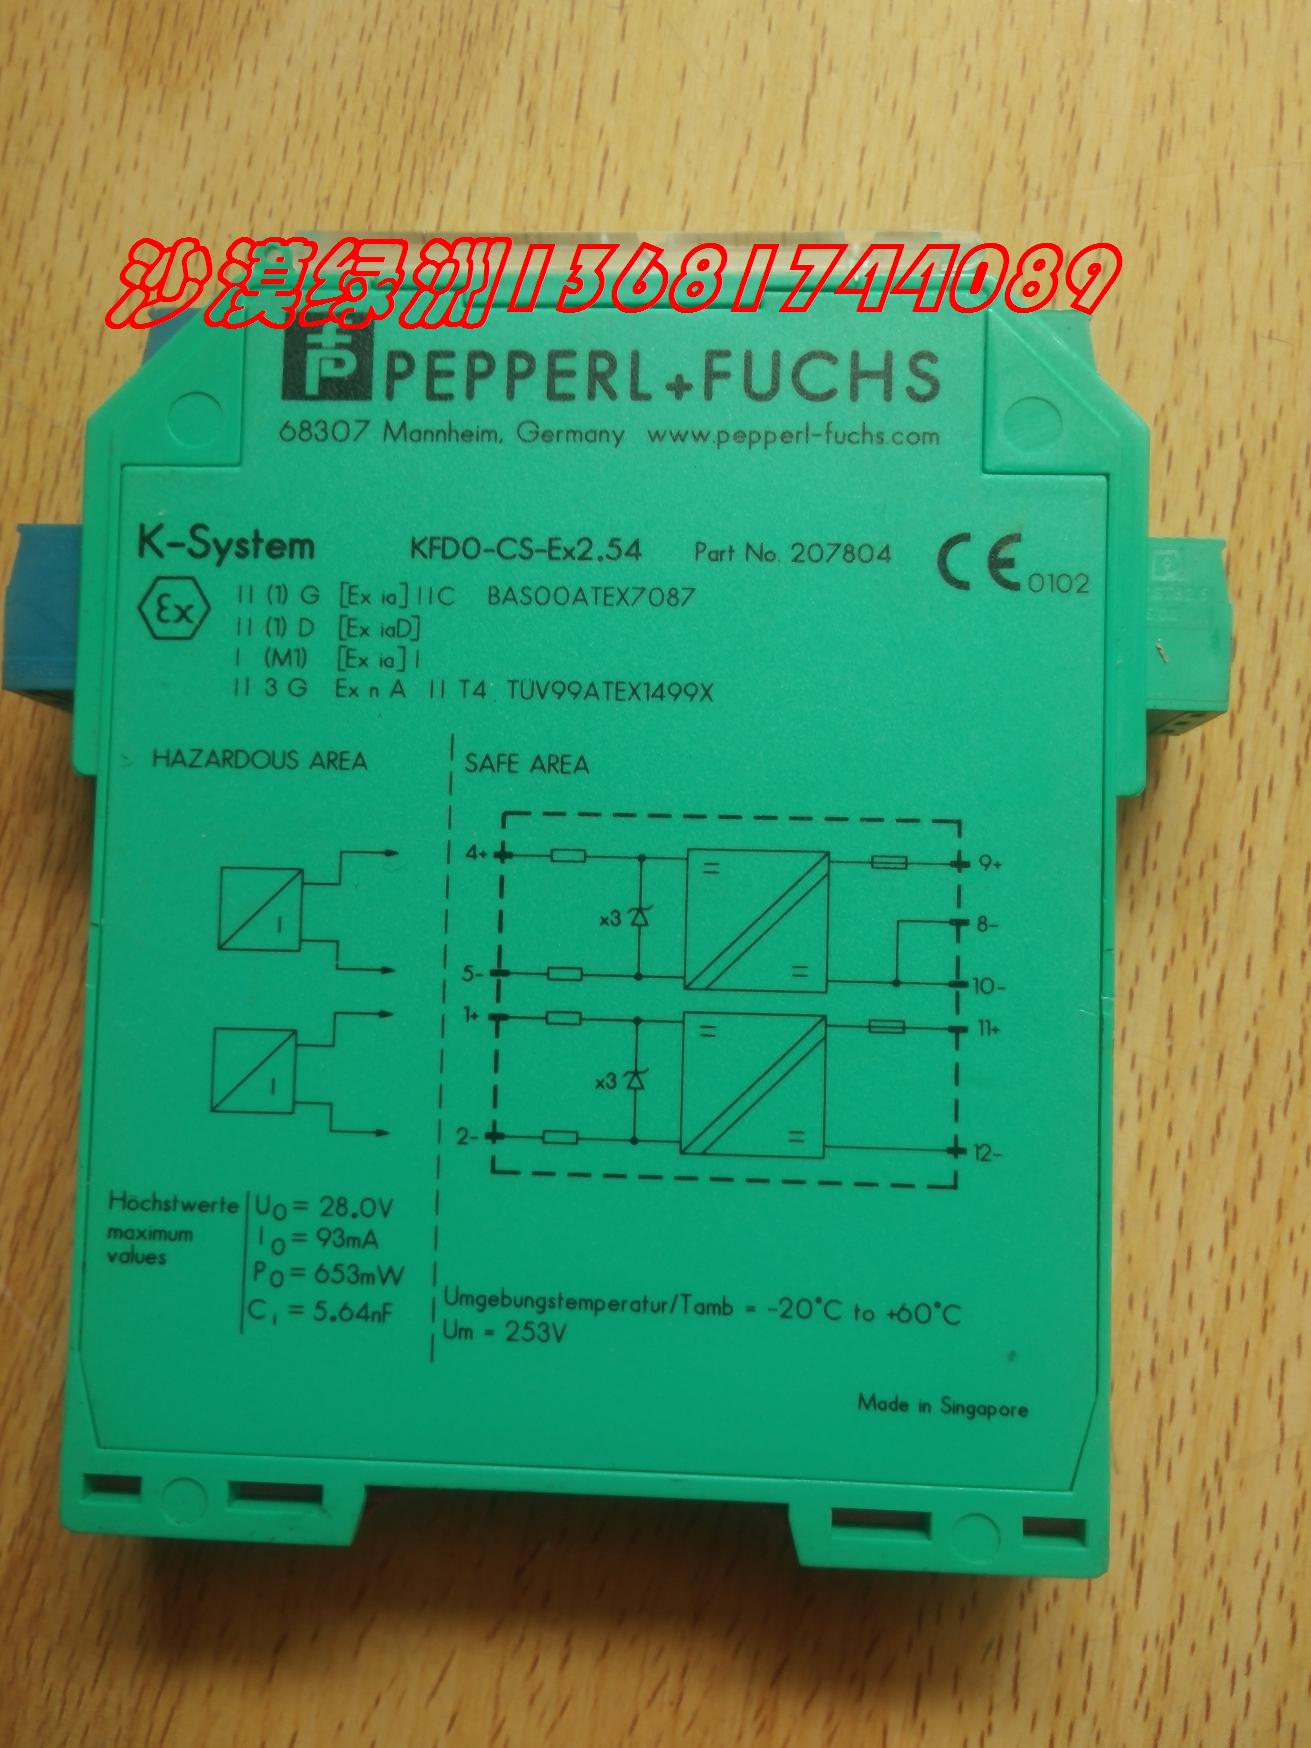 沙漠绿洲13681744089
PEPPERL+FUCHS
68307 Mannheim, Germany www.pepperl-fuchs.com
K-System KFD0-CS-Ex2.54 Part No. 207804 CE 0102
Ex II (1) G [Ex ia] IIC BAS00ATEX7087
II (1) D [Ex iaD]
I (M1) [Ex ia] I
II 3 G Ex n A II T4 TÜV99ATEX1499X
HAZARDOUS AREA SAFE AREA
4+ = 9+
I x3 8-
5- = 10-
1+ = 11+
I x3
2- = 12-
Höchstwerte U0 = 28.0V
maximum I0 = 93mA
values P0 = 653mW
Ci = 5.64nF
Umgebungstemperatur/Tamb = -20°C to +60°C
Um = 253V
Made in Singapore